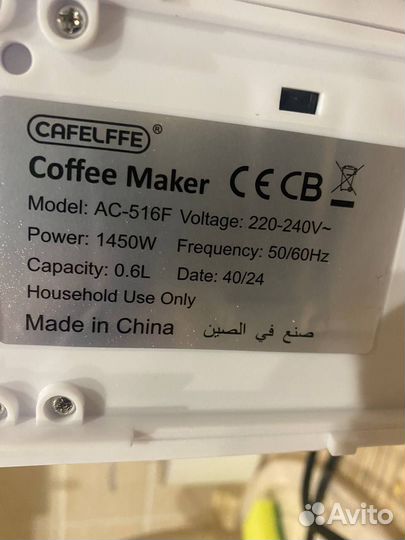 CAFELFFE®
Coffee Maker CE CB
Model: AC-516F Voltage: 220-240V~
Power: 1450W Frequency: 50/60Hz
Capacity: 0.6L Date: 40/24
Household Use Only
Made in China صنع في الصين
Avito